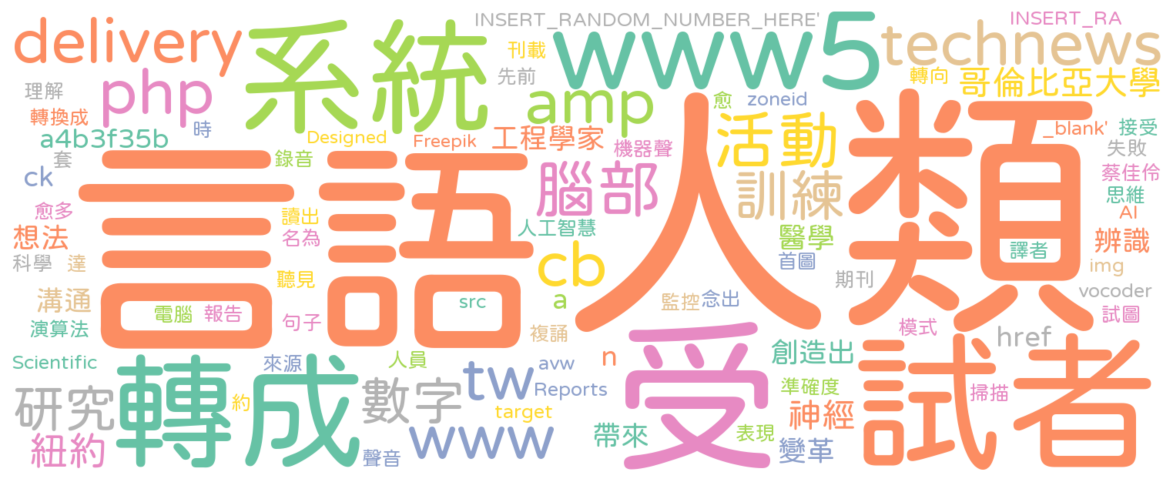 delivery
系統
INSERT_RANDOM_NUMBER_HERE'
www5
刊載
先前
INSERT_RA
technews
轉向
哥倫比亞大學
理解
php
轉換成
時
a4b3f35b
套
Designed
Freepik
amp
工程學家
愈
zoneid
活動
機器聲
_blank'
接受
失敗
蔡佳伶
思維
AI
ck
錄音
言語
人類
腦部
訓練
愈多
讀出
名為
想法
人工智慧
醫學
辨識
譯者
科學
達
聽見
cb
首圖
期刊
img
vocoder
溝通
電腦
報告
句子
src
a
監控
念出
試圖
演算法
複誦
模式
href
Scientific
轉成
來源
人員
n
avw
受
創造出
試者
研究
數字
tw
Reports
準確度
掃描
約
target
神經
紐約
聲音
www
帶來
表現
變革